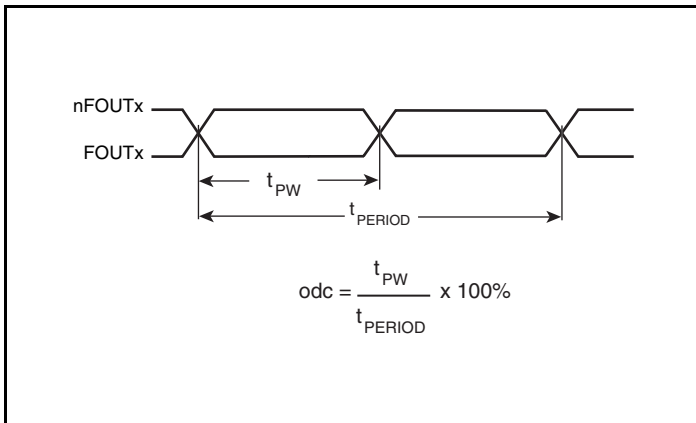 nFOUTx
FOUTx
tPW
tPERIOD
odc = tPW / tPERIOD x 100%